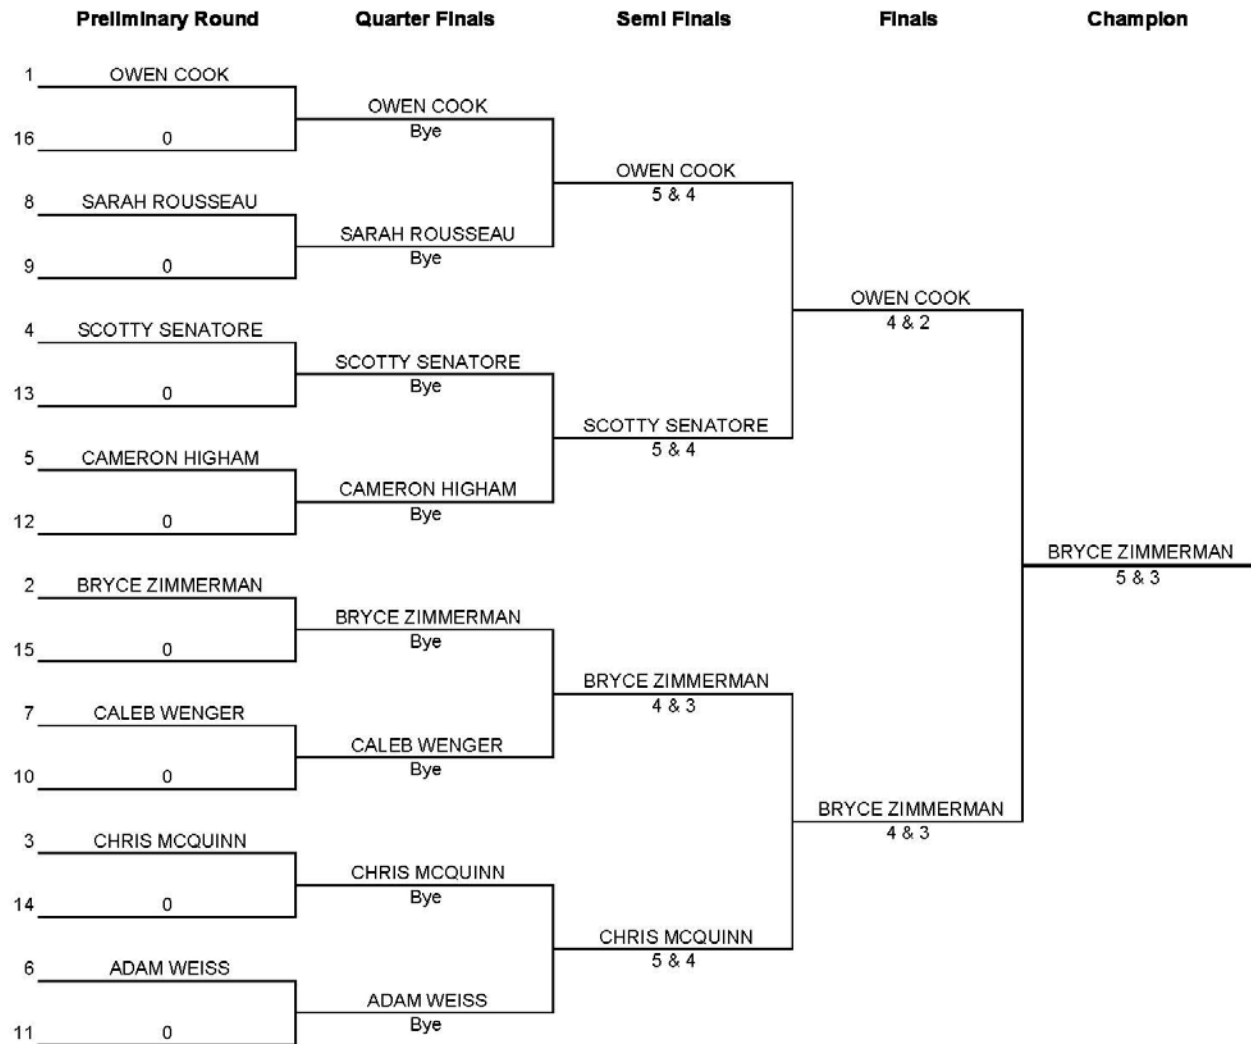 Preliminary Round Quarter Finals Semi Finals Finals Champion
1 OWEN COOK
OWEN COOK
Bye
16 0
OWEN COOK
5 & 4
8 SARAH ROUSSEAU
SARAH ROUSSEAU
Bye
9 0
OWEN COOK
4 & 2
4 SCOTTY SENATORE
SCOTTY SENATORE
Bye
13 0
SCOTTY SENATORE
5 & 4
5 CAMERON HIGHAM
CAMERON HIGHAM
Bye
12 0
BRYCE ZIMMERMAN
5 & 3
2 BRYCE ZIMMERMAN
BRYCE ZIMMERMAN
Bye
15 0
BRYCE ZIMMERMAN
4 & 3
7 CALEB WENGER
CALEB WENGER
Bye
10 0
BRYCE ZIMMERMAN
4 & 3
3 CHRIS MCQUINN
CHRIS MCQUINN
Bye
14 0
CHRIS MCQUINN
5 & 4
6 ADAM WEISS
ADAM WEISS
Bye
11 0